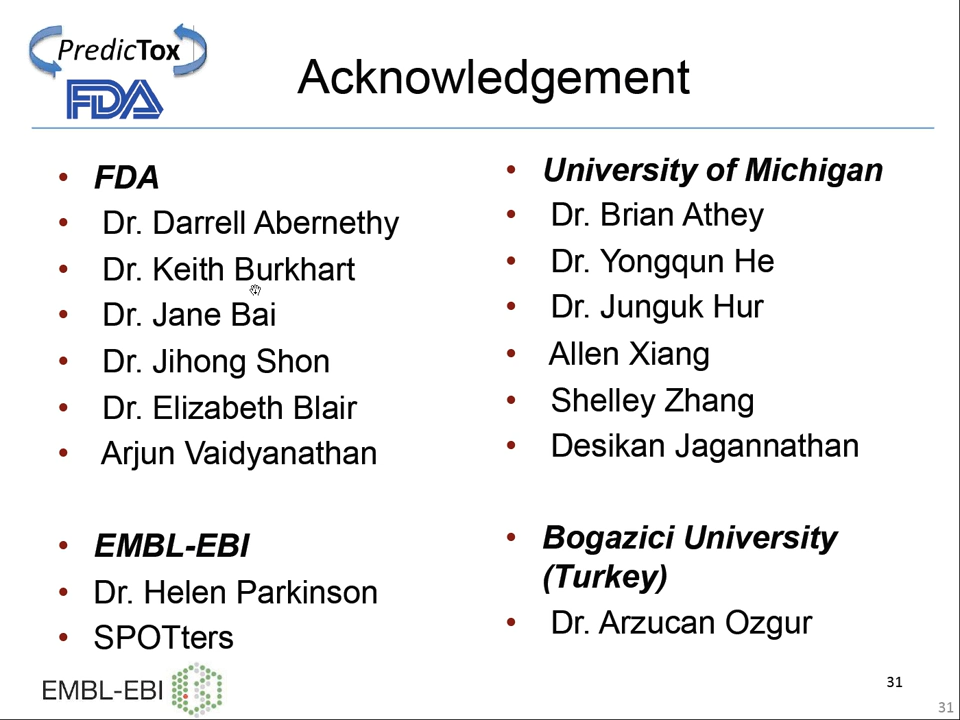 PredicTox
FDA
Acknowledgement
• FDA
• Dr. Darrell Abernethy
• Dr. Keith Burkhart
• Dr. Jane Bai
• Dr. Jihong Shon
• Dr. Elizabeth Blair
• Arjun Vaidyanathan
• EMBL-EBI
• Dr. Helen Parkinson
• SPOTters
EMBL-EBI
• University of Michigan
• Dr. Brian Athey
• Dr. Yongqun He
• Dr. Junguk Hur
• Allen Xiang
• Shelley Zhang
• Desikan Jagannathan
• Bogazici University
(Turkey)
• Dr. Arzucan Ozgur
31
31